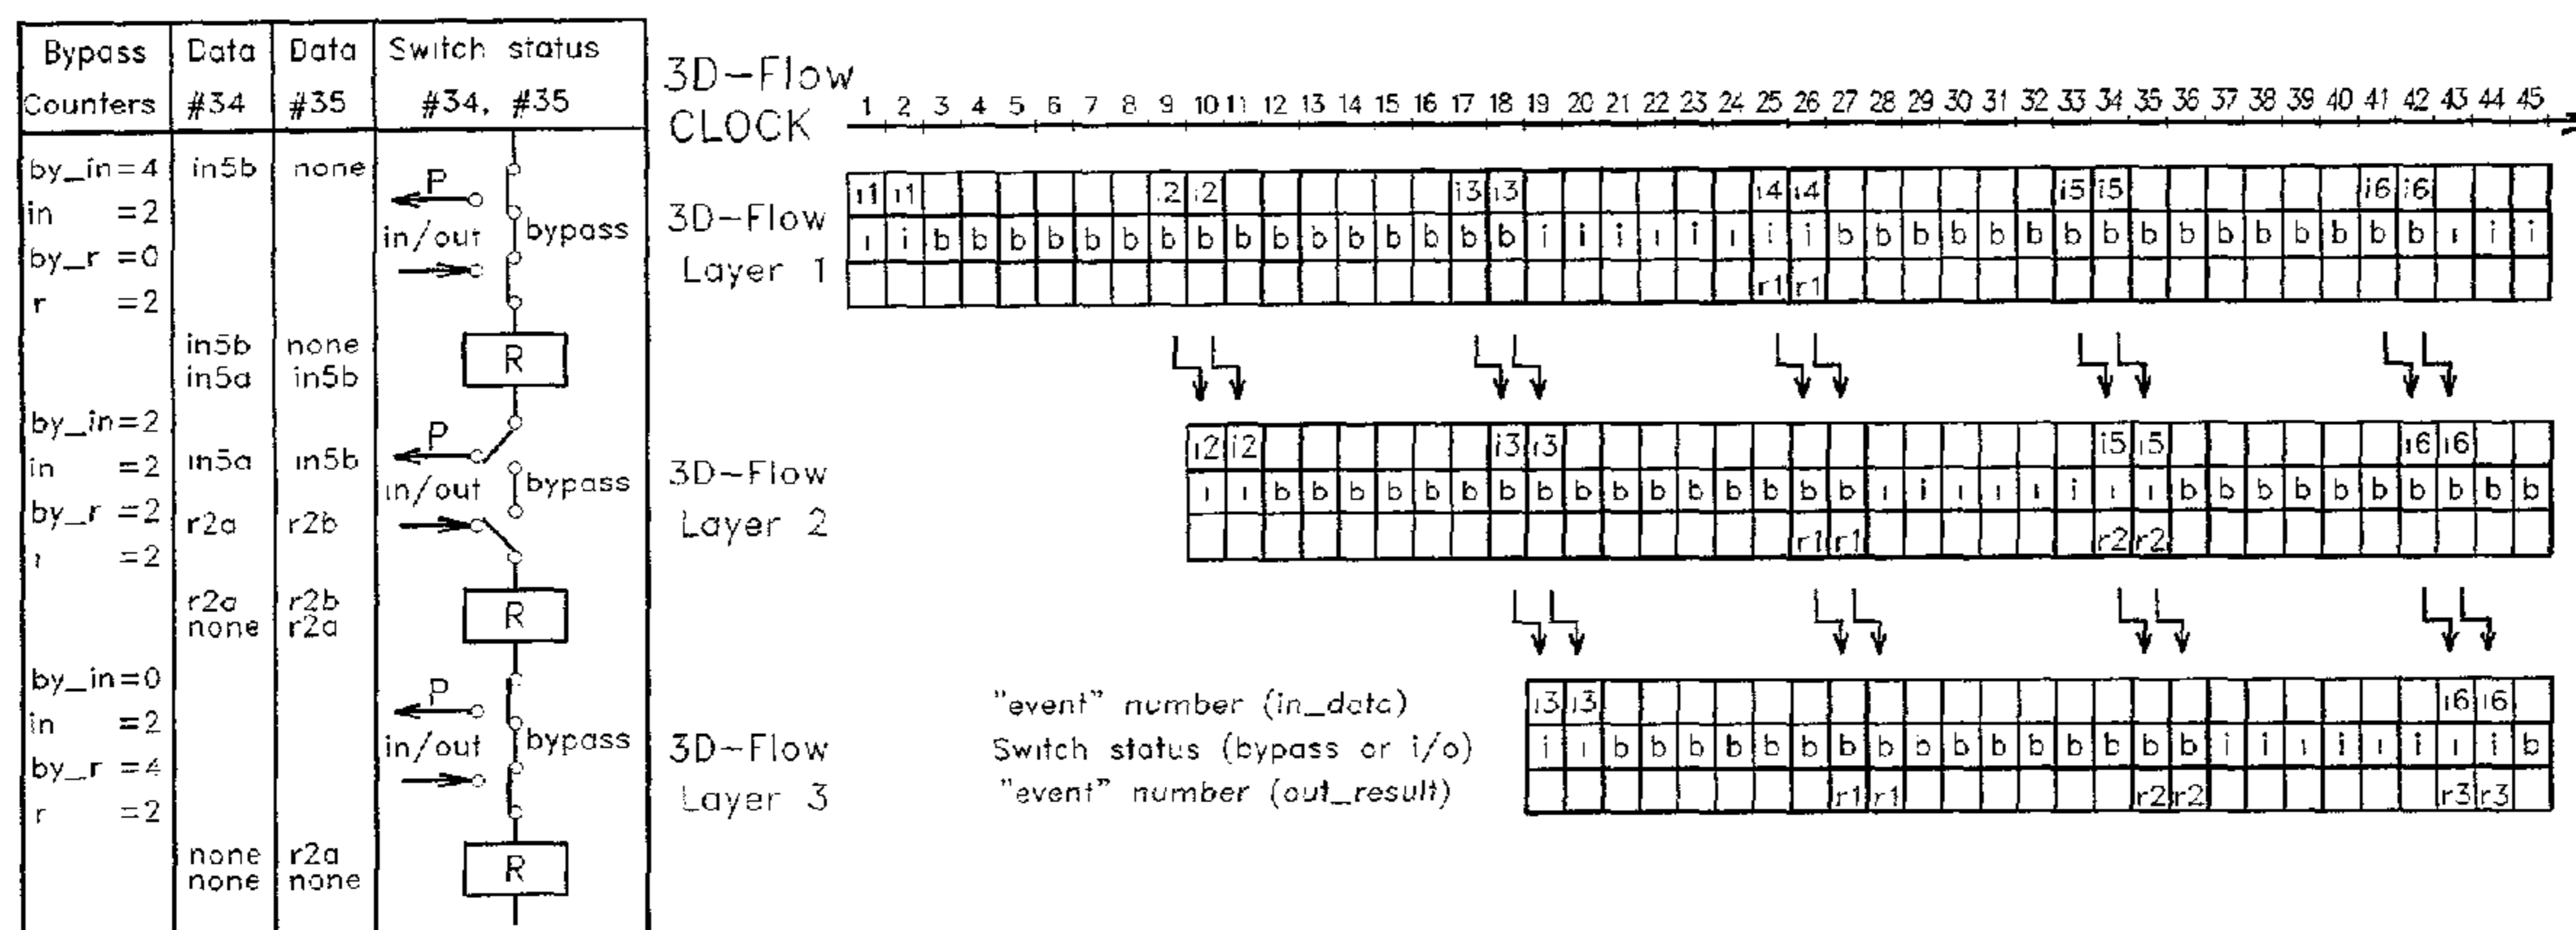 Bypass Data Data Switch status
Counters #34 #35 #34, #35
by_in=4 in5b none
in =2
by_r =0
r =2
P
in/out bypass
in5b none
in5a in5b
R
by_in=2
in =2 in5a in5b
by_r =2 r2a r2b
r =2
P
in/out bypass
r2a r2b
none r2a
R
by_in=0
in =2
by_r =4
r =2
P
in/out bypass
none r2a
none none
R
3D-Flow
CLOCK
1 2 3 4 5 6 7 8 9 10 11 12 13 14 15 16 17 18 19 20 21 22 23 24 25 26 27 28 29 30 31 32 33 34 35 36 37 38 39 40 41 42 43 44 45
3D-Flow
Layer 1
i1 i1 i2 i2 i3 i3 i4 i4 i5 i5 i6 i6
i i b b b b b b b b b b b b b b b b i i i i i i i i b b b b b b b b b b b b b b b b i i i
r1 r1
3D-Flow
Layer 2
i2 i2 i3 i3 i5 i5 i6 i6
i i b b b b b b b b b b b b b b b b i i i i i i i i b b b b b b b b b b
r1 r1 r2 r2
3D-Flow
Layer 3
"event" number (in_data)
Switch status (bypass or i/o)
"event" number (out_result)
i3 i3 i6 i6
i i b b b b b b b b b b b b b b b b i i i i i i i i b
r1 r1 r2 r2 r3 r3